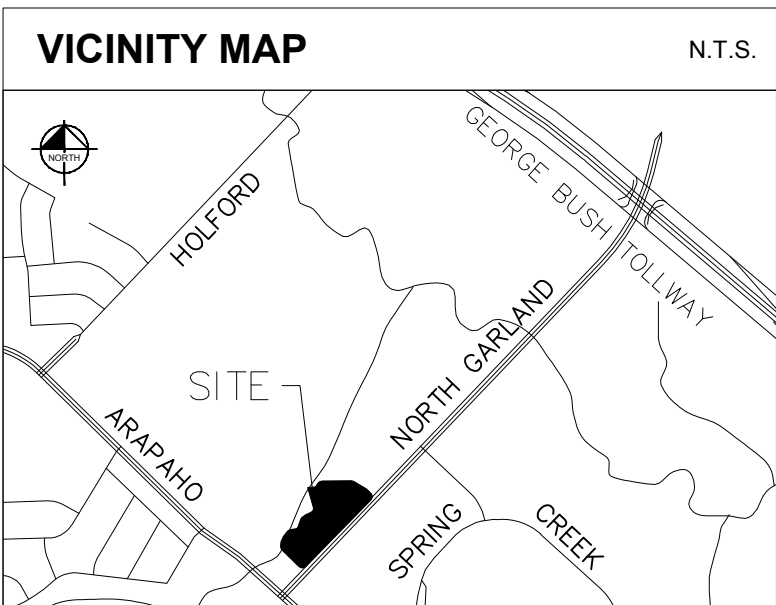 VICINITY MAP
N.T.S.
NORTH
HOLFORD
GEORGE BUSH TOLLWAY
NORTH GARLAND
SITE
ARAPAHO
SPRING CREEK